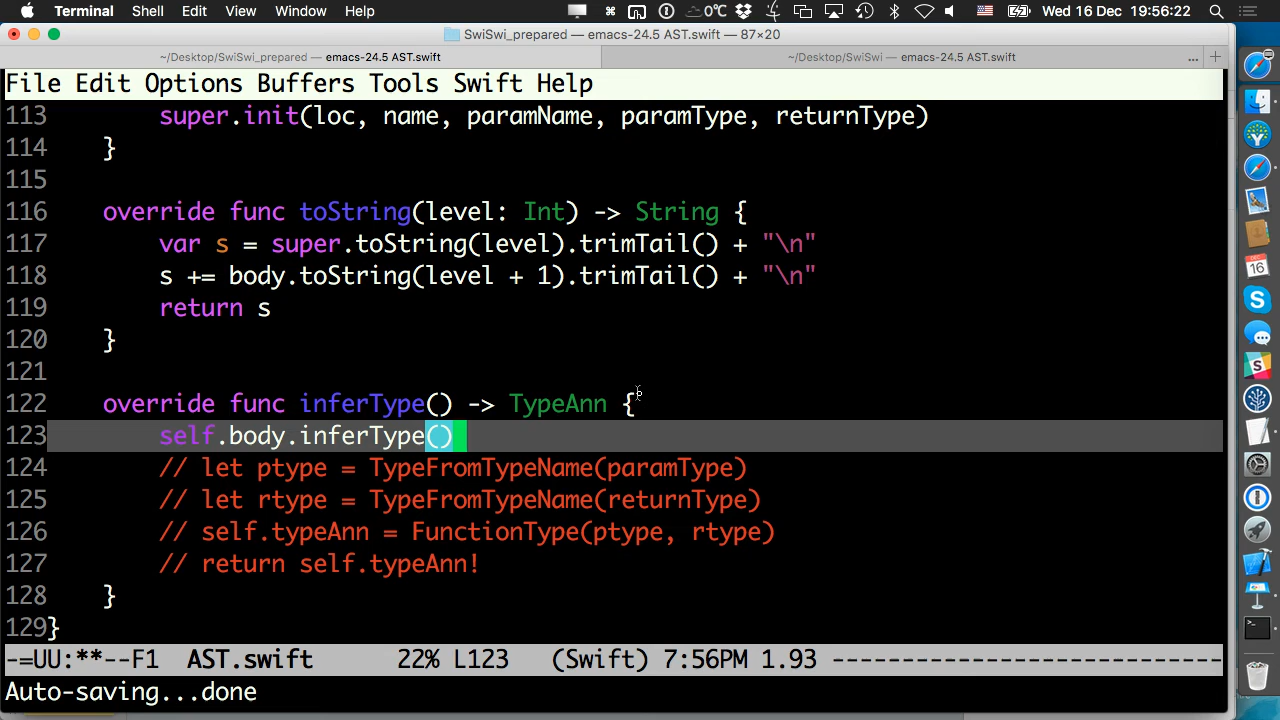 Terminal Shell Edit View Window Help 0°C Wed 16 Dec 19:56:22
SwiSwi_prepared — emacs-24.5 AST.swift — 87×20
~/Desktop/SwiSwi_prepared — emacs-24.5 AST.swift ~/Desktop/SwiSwi — emacs-24.5 AST.swift ... +
File Edit Options Buffers Tools Swift Help
113 super.init(loc, name, paramName, paramType, returnType)
114 }
115
116 override func toString(level: Int) -> String {
117 var s = super.toString(level).trimTail() + "\n"
118 s += body.toString(level + 1).trimTail() + "\n"
119 return s
120 }
121
122 override func inferType() -> TypeAnn {
123 self.body.inferType()
124 // let ptype = TypeFromTypeName(paramType)
125 // let rtype = TypeFromTypeName(returnType)
126 // self.typeAnn = FunctionType(ptype, rtype)
127 // return self.typeAnn!
128 }
129}
-=UU:**--F1 AST.swift 22% L123 (Swift) 7:56PM 1.93 ----------------------------
Auto-saving...done